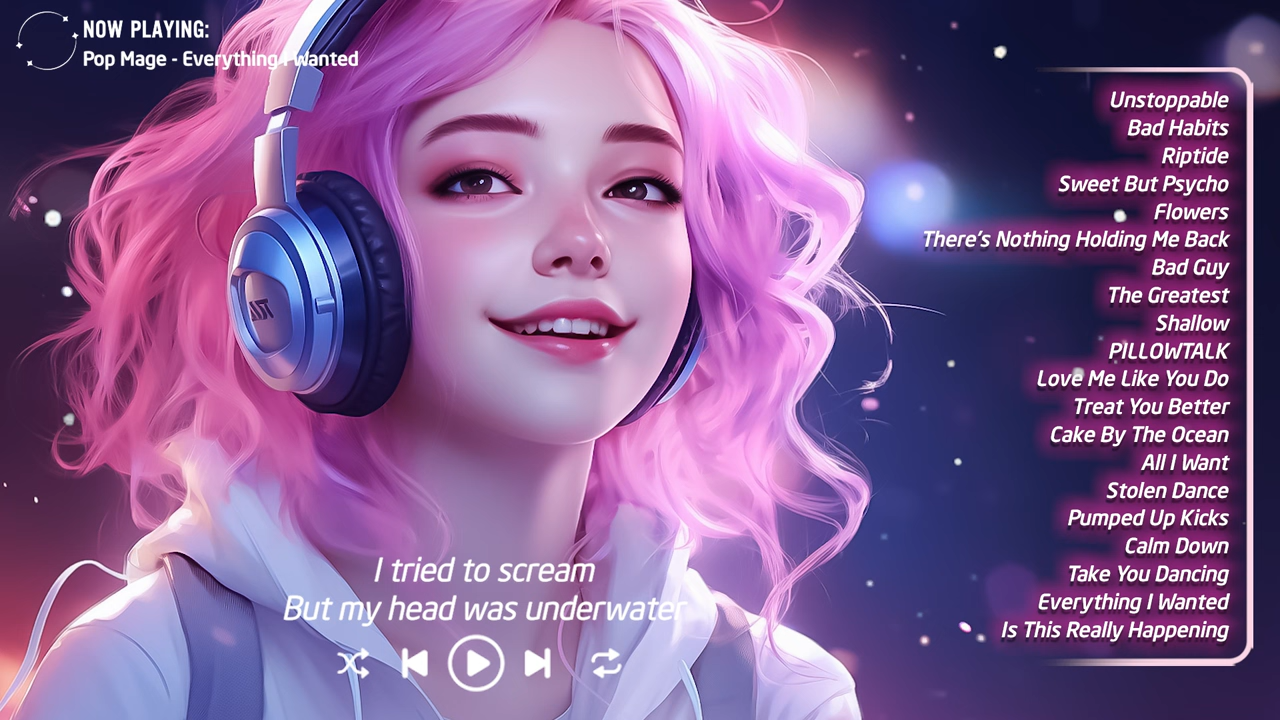 NOW PLAYING:
Pop Mage - Everything I wanted
Unstoppable
Bad Habits
Riptide
Sweet But Psycho
Flowers
There's Nothing Holding Me Back
Bad Guy
The Greatest
Shallow
PILLOWTALK
Love Me Like You Do
Treat You Better
Cake By The Ocean
All I Want
Stolen Dance
Pumped Up Kicks
Calm Down
Take You Dancing
Everything I Wanted
Is This Really Happening
I tried to scream
But my head was underwater